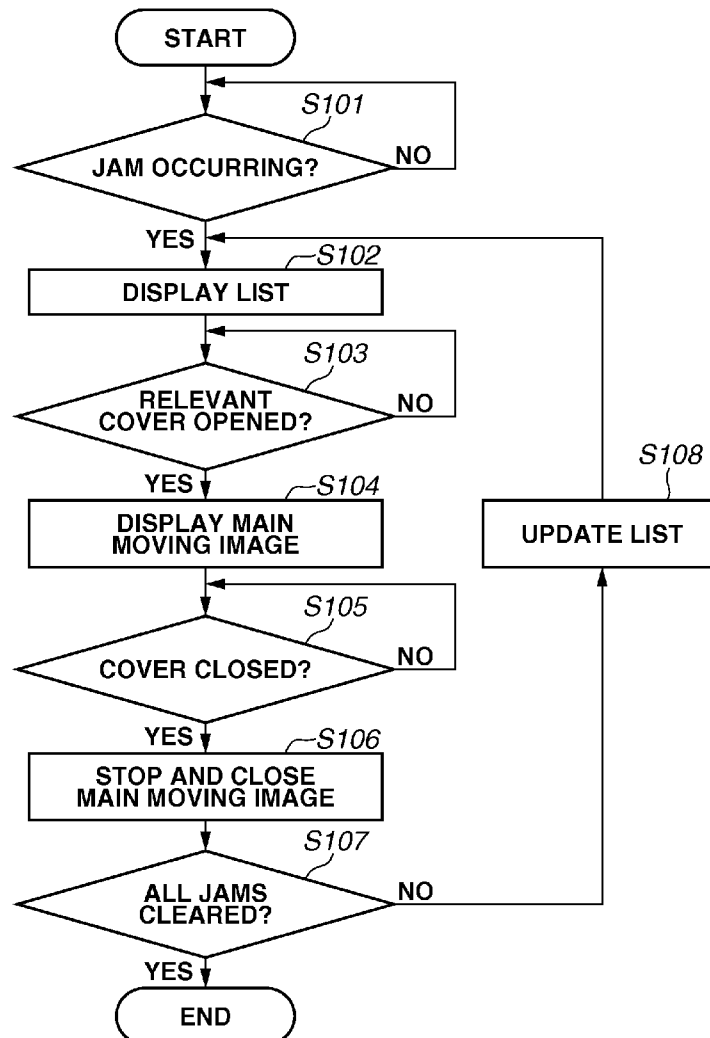 START
S101
JAM OCCURRING?
NO
YES
S102
DISPLAY LIST
S103
RELEVANT
COVER OPENED?
NO
YES
S104
DISPLAY MAIN
MOVING IMAGE
S108
UPDATE LIST
S105
COVER CLOSED?
NO
YES
S106
STOP AND CLOSE
MAIN MOVING IMAGE
S107
ALL JAMS
CLEARED?
NO
YES
END